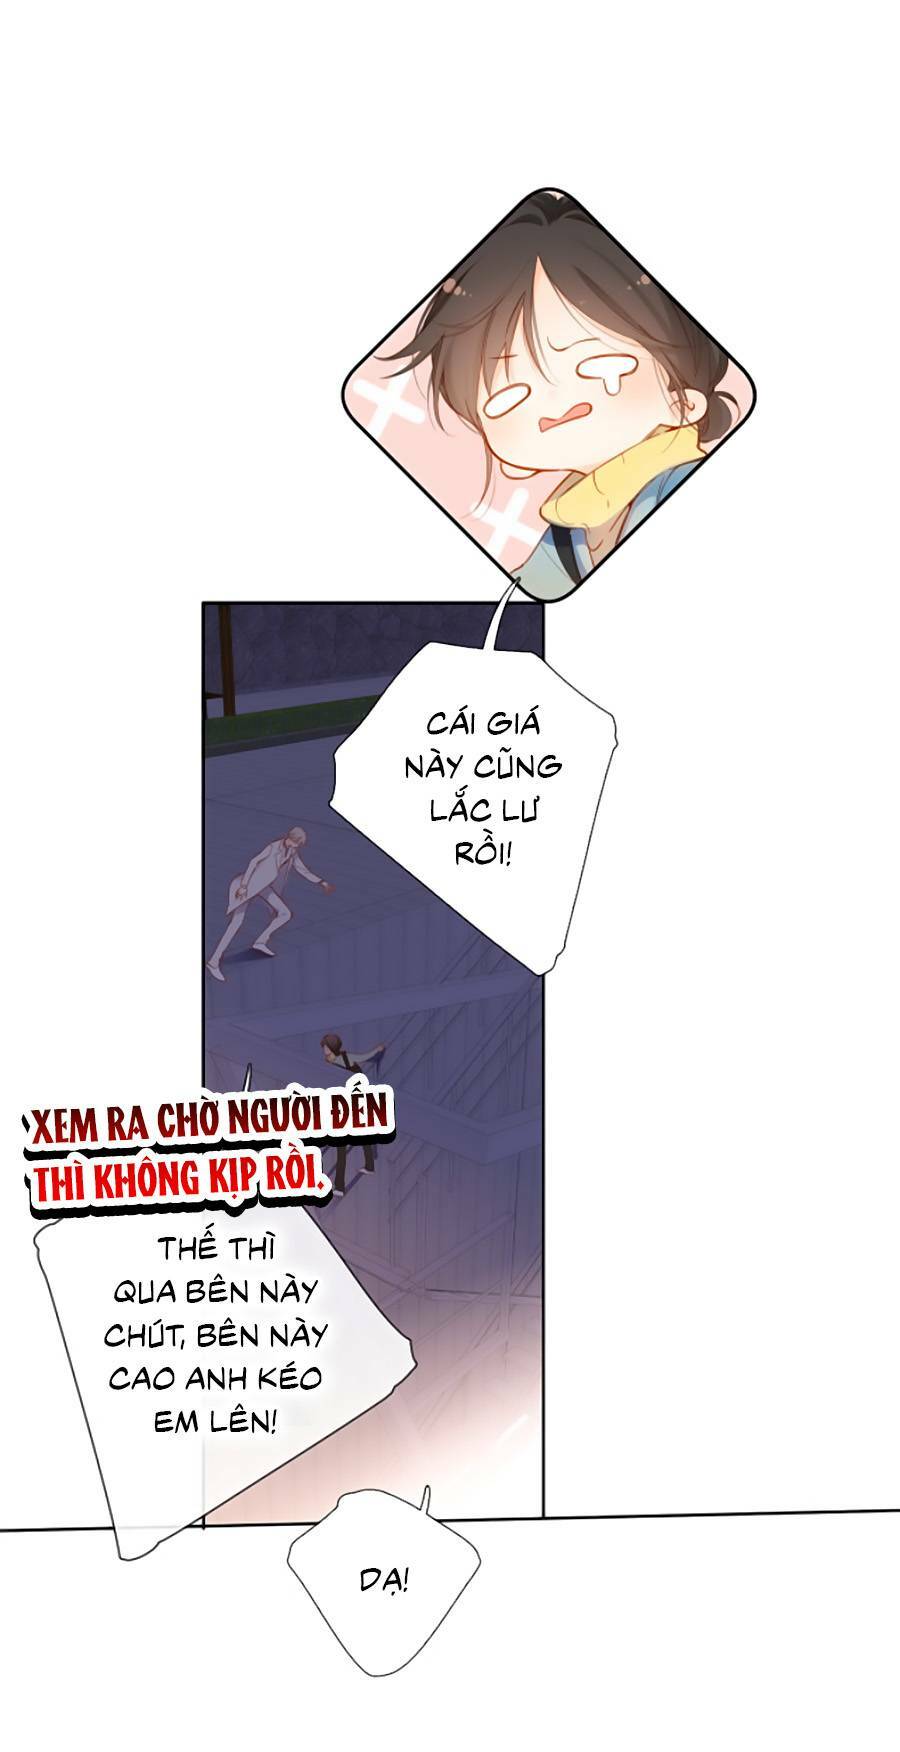 CÁI GIÁ
NÀY CŨNG
LẮC LƯ
RỒI!
XEM RA CHỜ NGƯỜI ĐẾN
THÌ KHÔNG KỊP RỒI.
THẾ THÌ
QUA BÊN NÀY
CHÚT, BÊN NÀY
CAO ANH KÉO
EM LÊN!
DẠ!